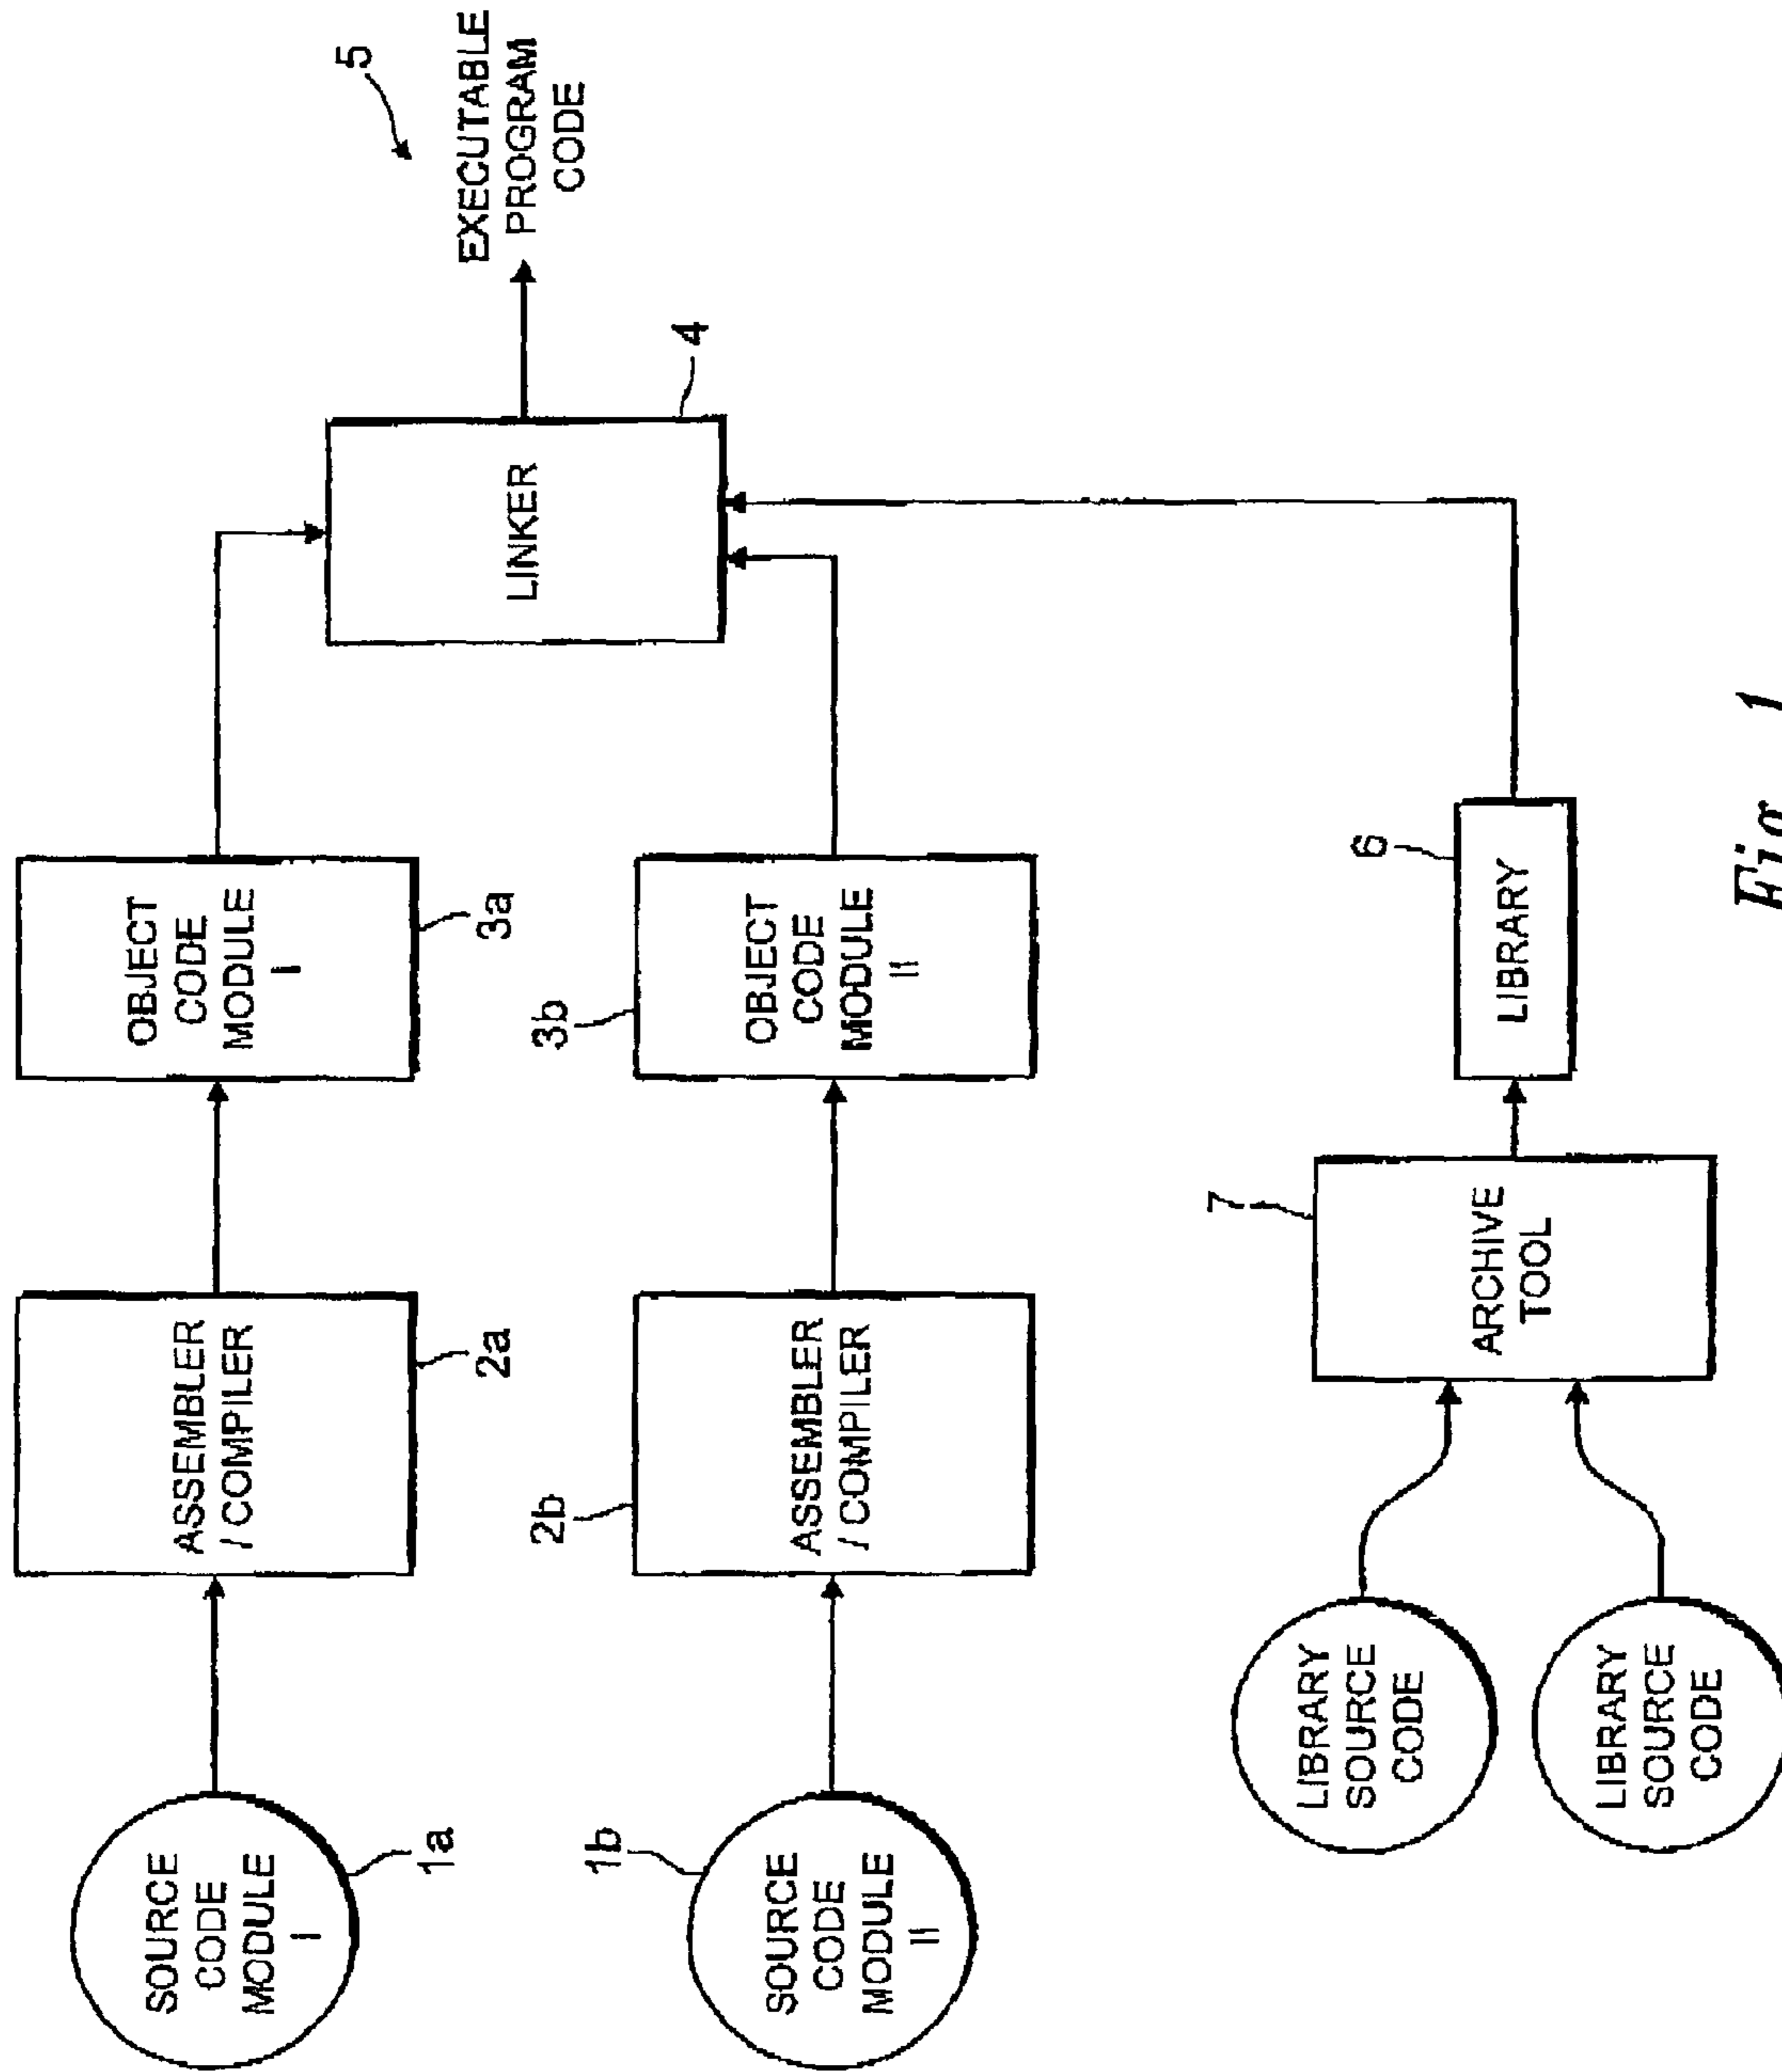 SOURCE
CODE
MODULE
I
1a
ASSEMBLER
/ COMPILER
2a
OBJECT
CODE
MODULE
I
3a
SOURCE
CODE
MODULE
II
1b
ASSEMBLER
/ COMPILER
2b
OBJECT
CODE
MODULE
II
3b
LINKER
4
EXECUTABLE
PROGRAM
CODE
5
LIBRARY
SOURCE
CODE
LIBRARY
SOURCE
CODE
ARCHIVE
TOOL
7
LIBRARY
6
Fig. 1